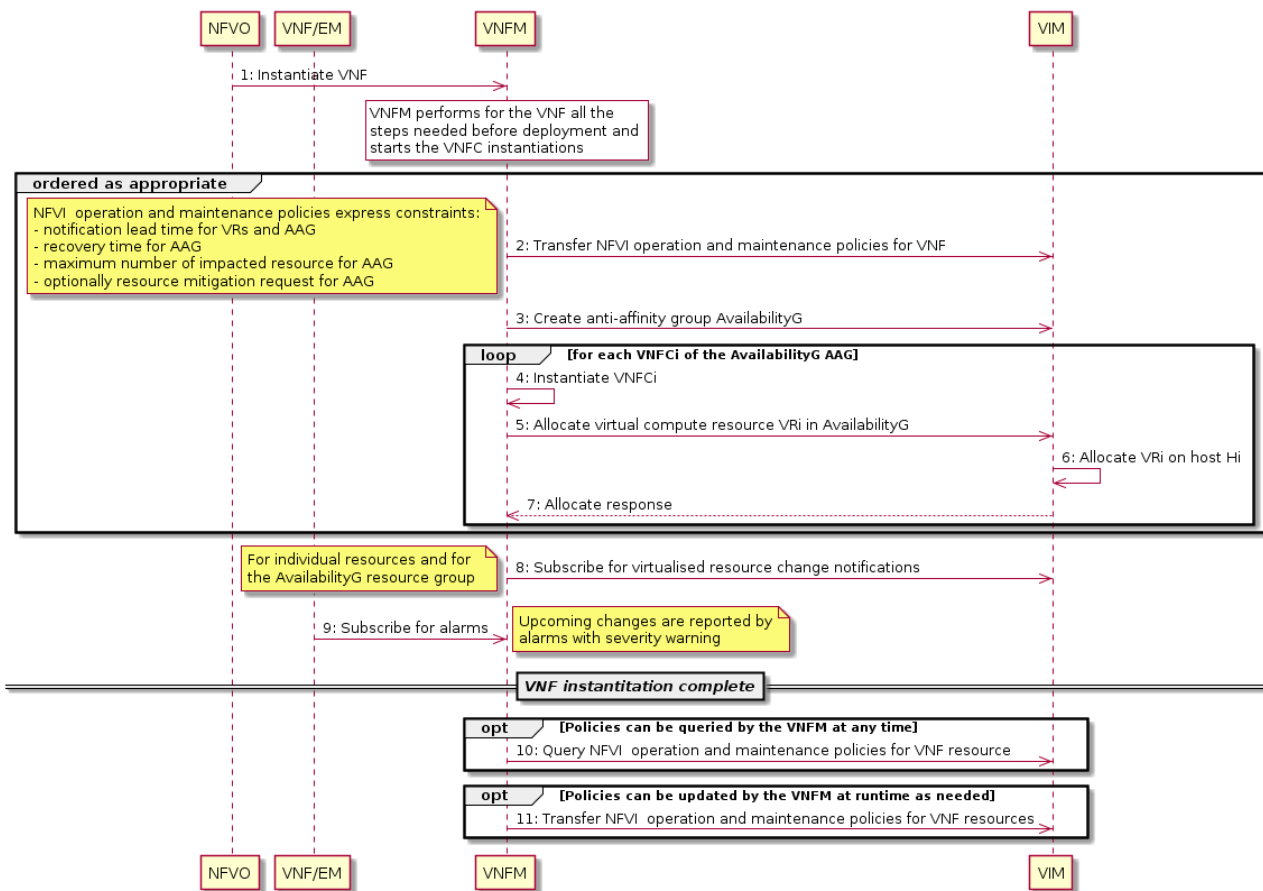 NFVO VNF/EM VNFM VIM
1: Instantiate VNF
VNFM performs for the VNF all the
steps needed before deployment and
starts the VNFC instantiations
ordered as appropriate
NFVI  operation and maintenance policies express constraints:
- notification lead time for VRs and AAG
- recovery time for AAG
- maximum number of impacted resource for AAG
- optionally resource mitigation request for AAG
2: Transfer NFVI operation and maintenance policies for VNF
3: Create anti-affinity group AvailabilityG
loop [for each VNFCi of the AvailabilityG AAG]
4: Instantiate VNFCi
5: Allocate virtual compute resource VRi in AvailabilityG
6: Allocate VRi on host Hi
7: Allocate response
For individual resources and for
the AvailabilityG resource group
8: Subscribe for virtualised resource change notifications
9: Subscribe for alarms
Upcoming changes are reported by
alarms with severity warning
VNF instantitation complete
opt [Policies can be queried by the VNFM at any time]
10: Query NFVI  operation and maintenance policies for VNF resource
opt [Policies can be updated by the VNFM at runtime as needed]
11: Transfer NFVI  operation and maintenance policies for VNF resources
NFVO VNF/EM VNFM VIM